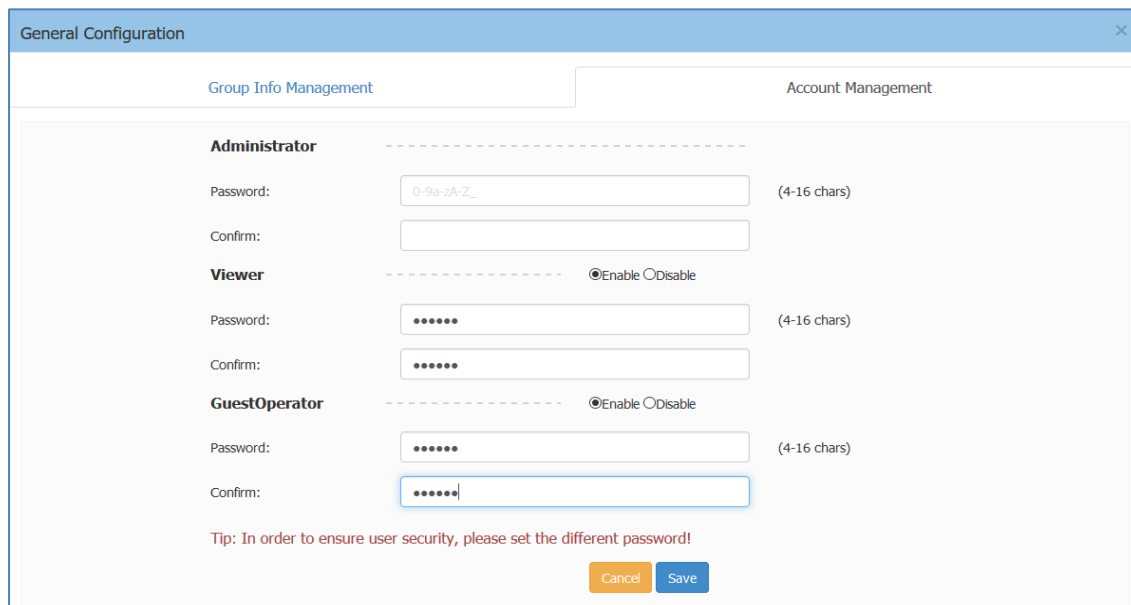 General Configuration ×
Group Info Management Account Management
Administrator
Password: 0-9a-zA-Z_ (4-16 chars)
Confirm:
Viewer Enable Disable
Password: ●●●●●● (4-16 chars)
Confirm: ●●●●●●
GuestOperator Enable Disable
Password: ●●●●●● (4-16 chars)
Confirm: ●●●●●●
Tip: In order to ensure user security, please set the different password!
Cancel Save